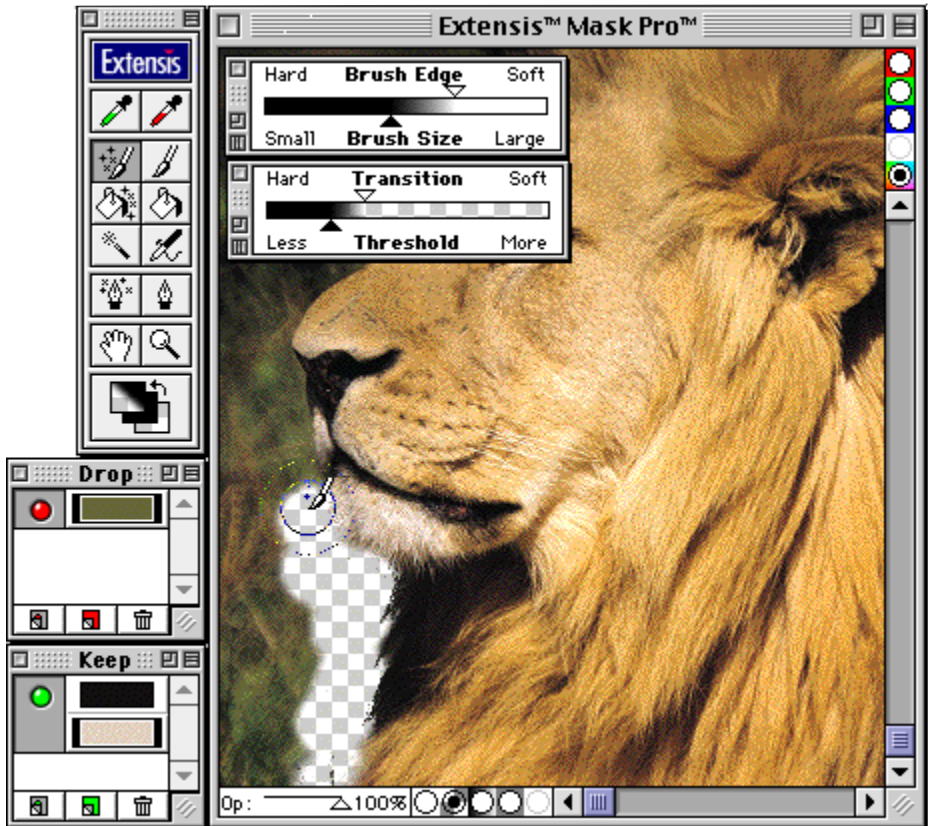 Extensis
Extensis™ Mask Pro™
Hard Brush Edge Soft
Small Brush Size Large
Hard Transition Soft
Less Threshold More
Drop
Keep
Op: 100%